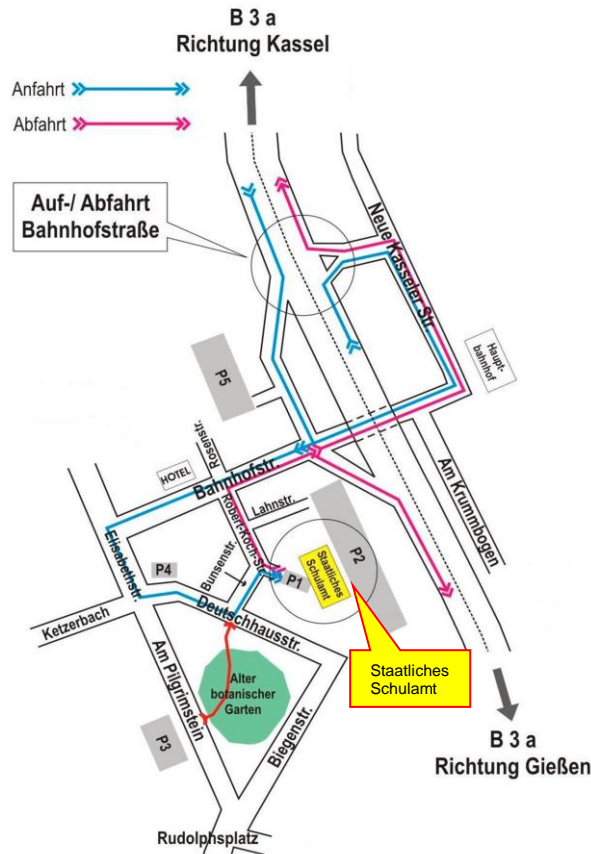 B 3 a
Richtung Kassel
Anfahrt
Abfahrt
Auf-/ Abfahrt
Bahnhofstraße
Neue Kasseler Str.
Haupt-
bahnhof
P5
Rosenstr.
HOTEL
Bahnhofstr.
Am Krummbogen
Lahnstr.
Robert-Koch-Str.
Elisabethstr.
P4
Bunsenstr.
P1
Staatliches
Schulamt
P2
Ketzerbach
Deutschhausstr.
Am Pilgrimstein
Alter
botanischer
Garten
Staatliches
Schulamt
P3
Biegenstr.
B 3 a
Richtung Gießen
Rudolphsplatz